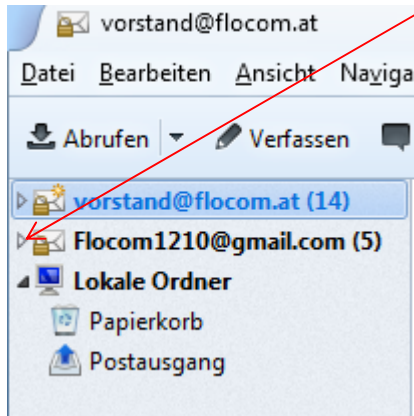 vorstand@flocom.at
Datei Bearbeiten Ansicht Naviga
Abrufen Verfassen
vorstand@flocom.at (14)
Flocom1210@gmail.com (5)
Lokale Ordner
Papierkorb
Postausgang